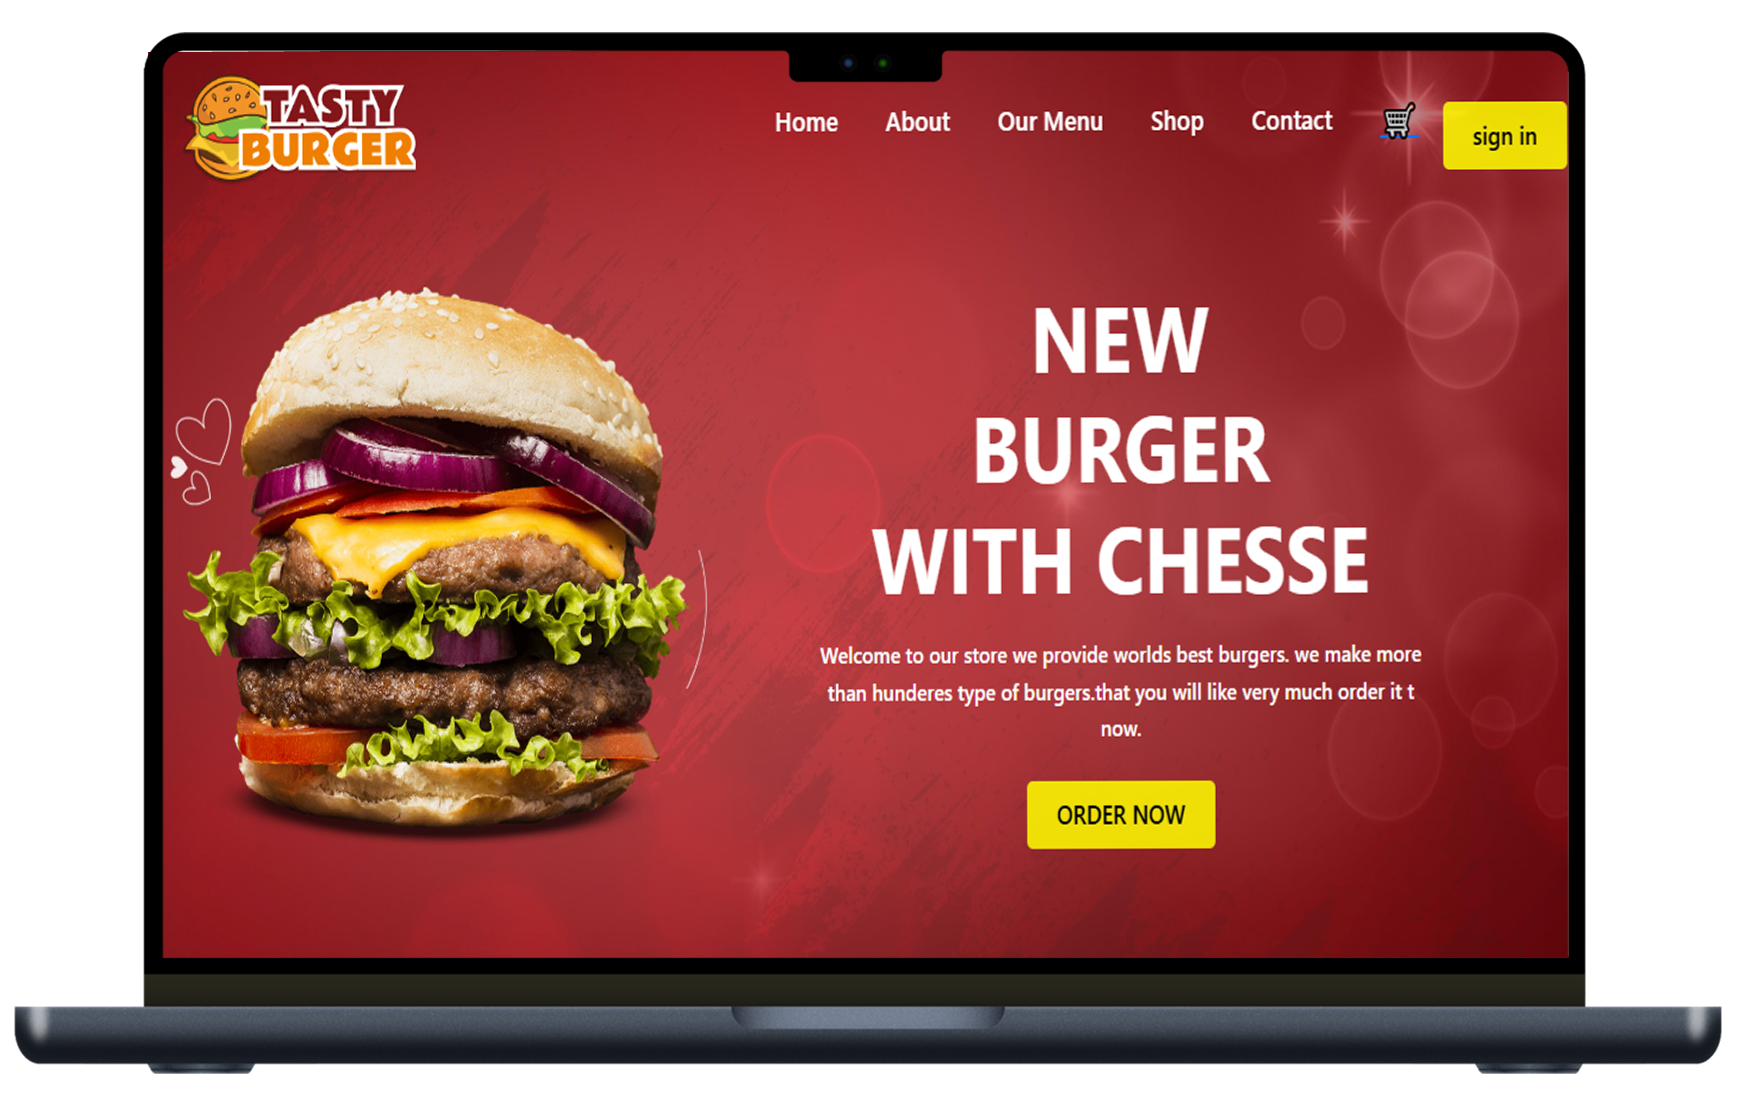 TASTY
BURGER
Home About Our Menu Shop Contact sign in
NEW
BURGER
WITH CHESSE
Welcome to our store we provide worlds best burgers. we make more
than hunderes type of burgers.that you will like very much order it t
now.
ORDER NOW